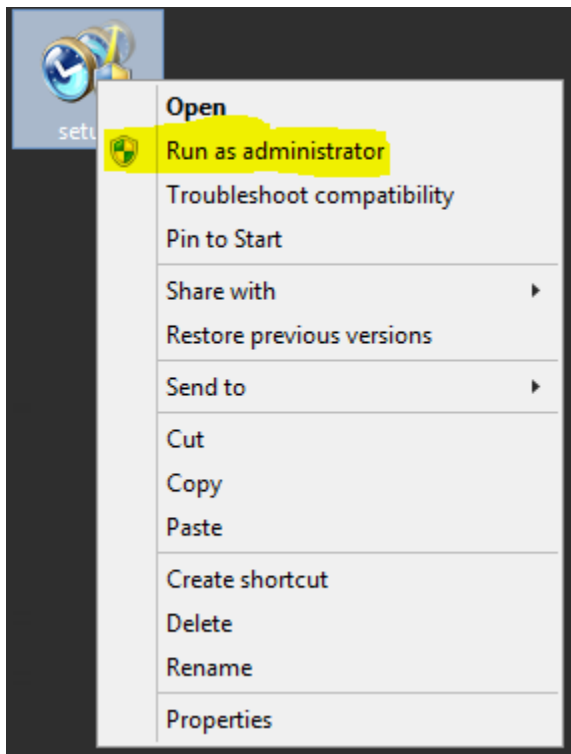 setu
Open
Run as administrator
Troubleshoot compatibility
Pin to Start
Share with
Restore previous versions
Send to
Cut
Copy
Paste
Create shortcut
Delete
Rename
Properties